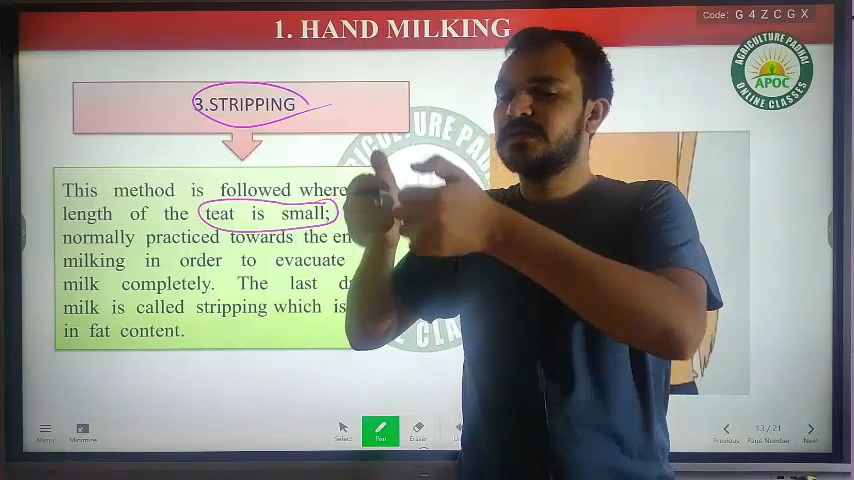 Code: G 4 Z C G X
1. HAND MILKING
AGRICULTURE PADHAI
APOC
ONLINE CLASSES
3.STRIPPING
This method is followed where
length of the teat is small;
normally practiced towards the
milking in order to evacuate
milk completely. The last
milk is called stripping which is
in fat content.
Menu
Minimize
Select
Pen
Eraser
Previous
13 / 21
Page Number
Next